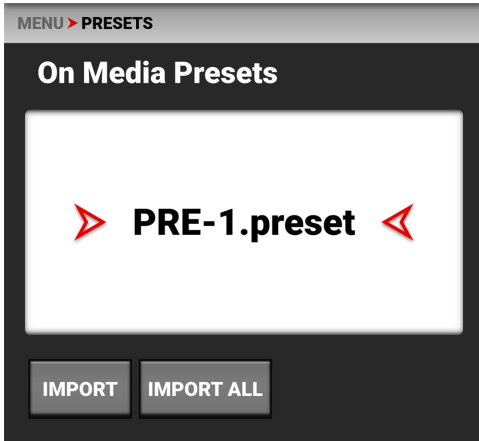 MENU PRESETS
On Media Presets
PRE-1.preset
IMPORT IMPORT ALL